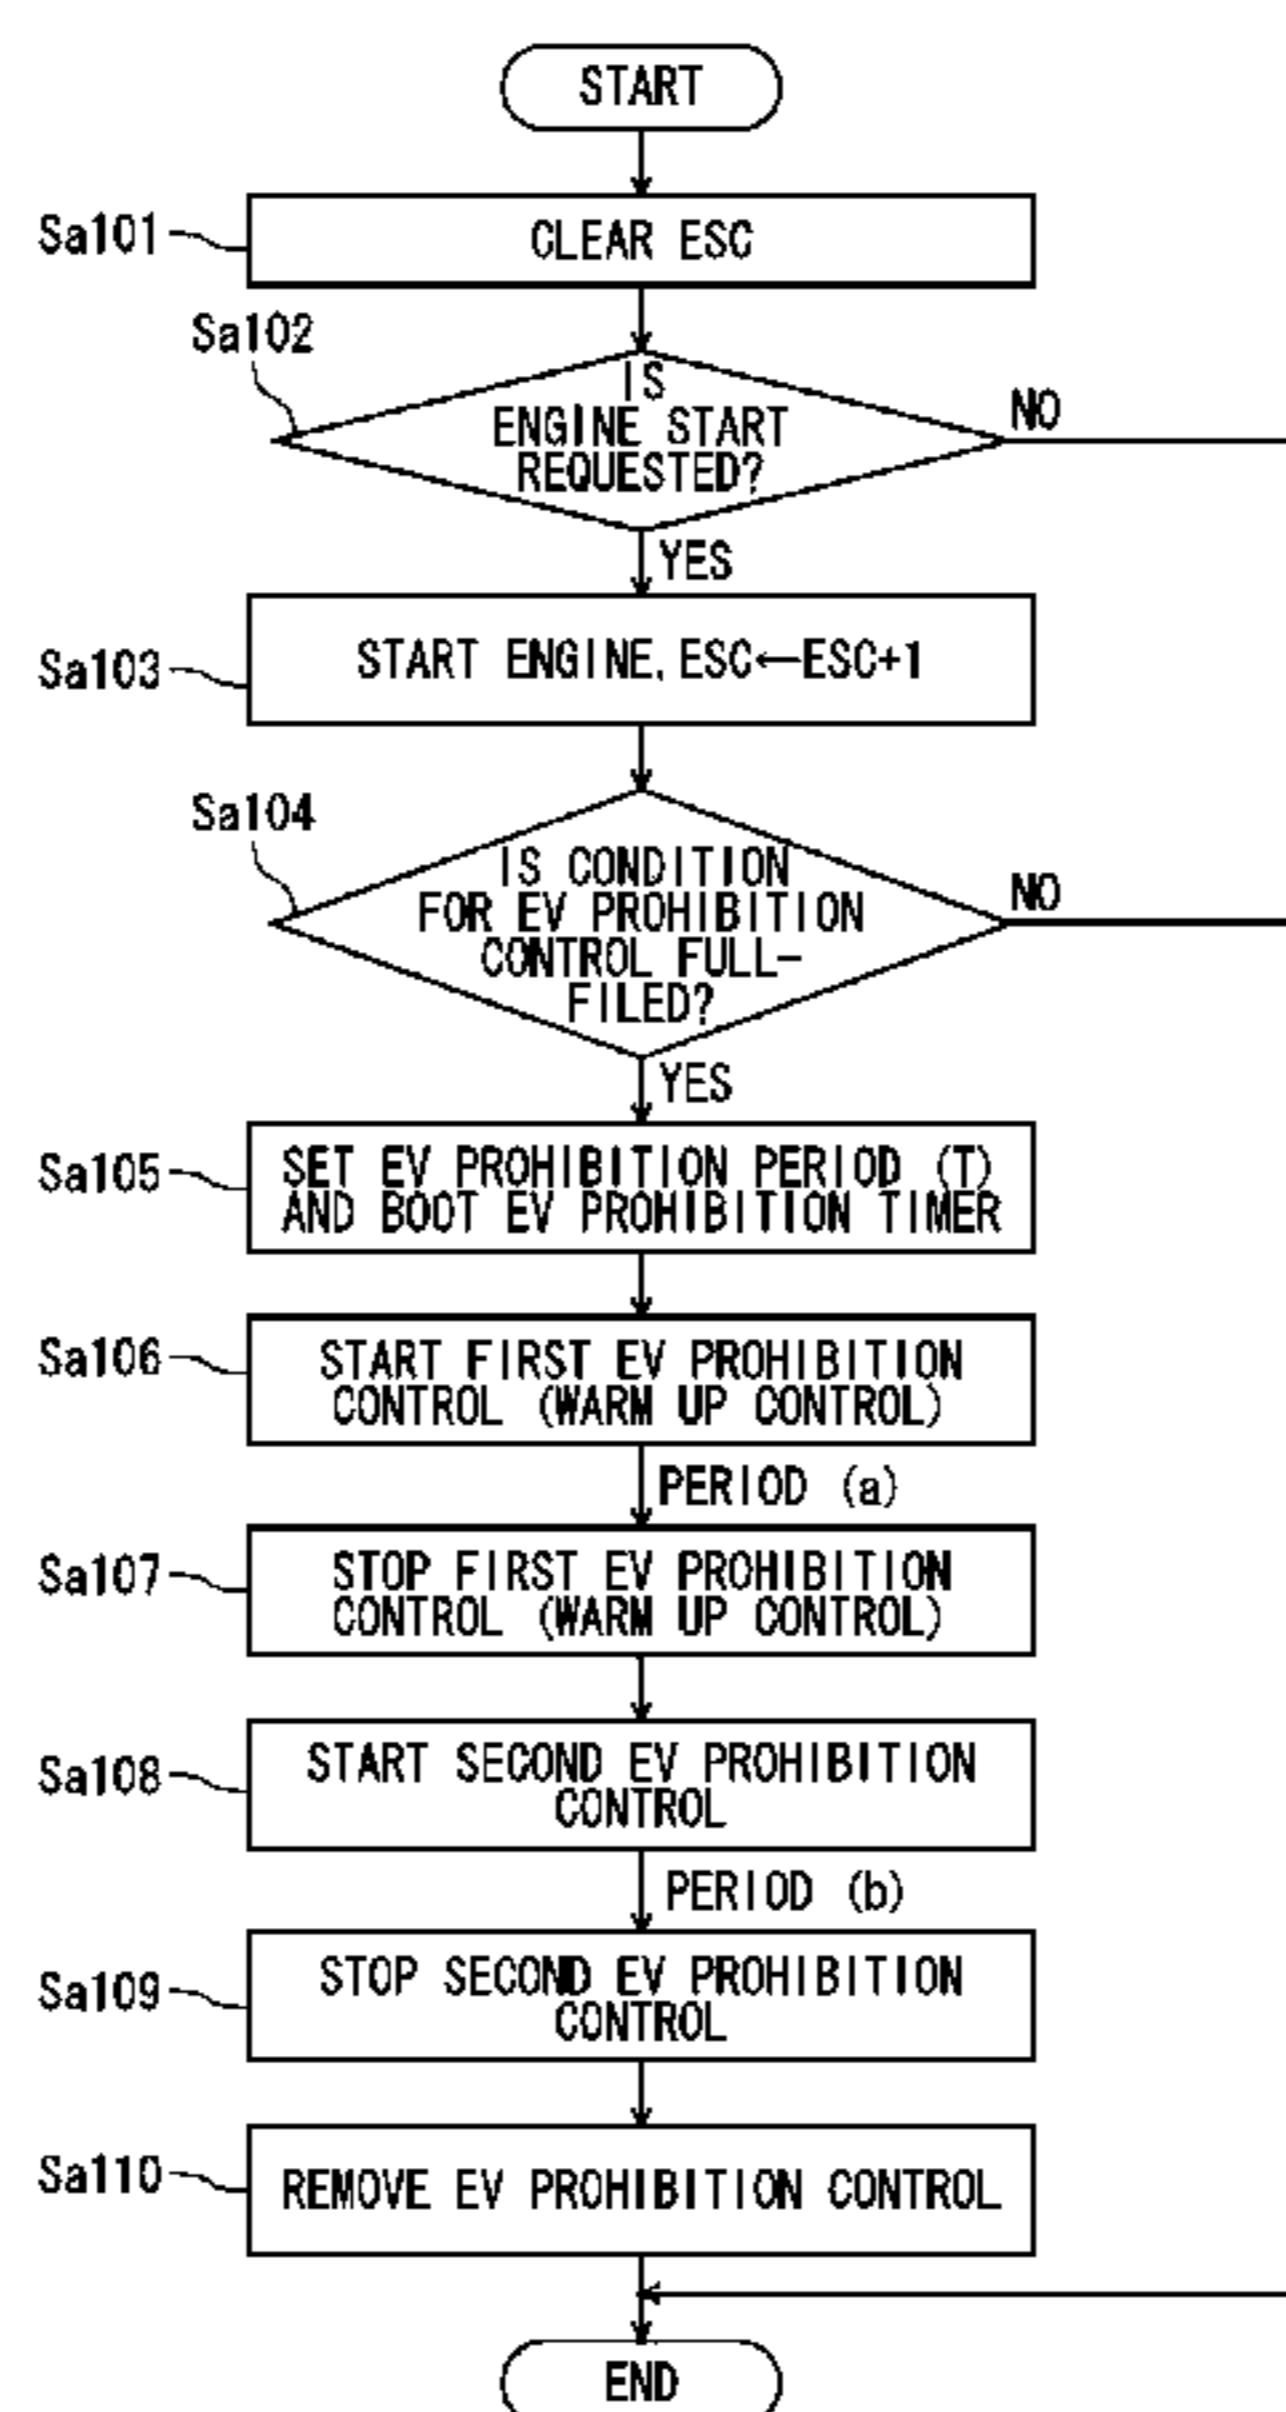 START
Sa101
CLEAR ESC
Sa102
IS
ENGINE START
REQUESTED?
NO
YES
Sa103
START ENGINE, ESC←ESC+1
Sa104
IS CONDITION
FOR EV PROHIBITION
CONTROL FULL-
FILED?
NO
YES
Sa105
SET EV PROHIBITION PERIOD (T)
AND BOOT EV PROHIBITION TIMER
Sa106
START FIRST EV PROHIBITION
CONTROL (WARM UP CONTROL)
PERIOD (a)
Sa107
STOP FIRST EV PROHIBITION
CONTROL (WARM UP CONTROL)
Sa108
START SECOND EV PROHIBITION
CONTROL
PERIOD (b)
Sa109
STOP SECOND EV PROHIBITION
CONTROL
Sa110
REMOVE EV PROHIBITION CONTROL
END